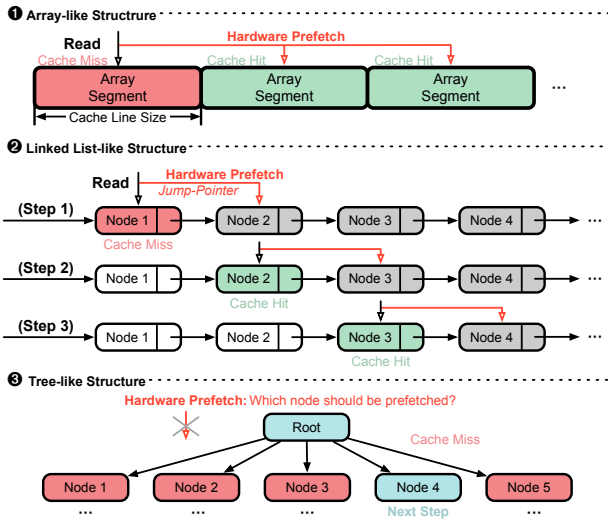 ❶ Array-like Structrure
Read Hardware Prefetch
Cache Miss Cache Hit Cache Hit
Array Segment Array Segment Array Segment ...
Cache Line Size
❷ Linked List-like Structure
Read Hardware Prefetch
Jump-Pointer
(Step 1) Node 1 Node 2 Node 3 Node 4 ...
Cache Miss
(Step 2) Node 1 Node 2 Node 3 Node 4 ...
Cache Hit
(Step 3) Node 1 Node 2 Node 3 Node 4 ...
Cache Hit
❸ Tree-like Structure
Hardware Prefetch: Which node should be prefetched?
Root
Cache Miss
Node 1 Node 2 Node 3 Node 4 Node 5
... ... ... Next Step ...